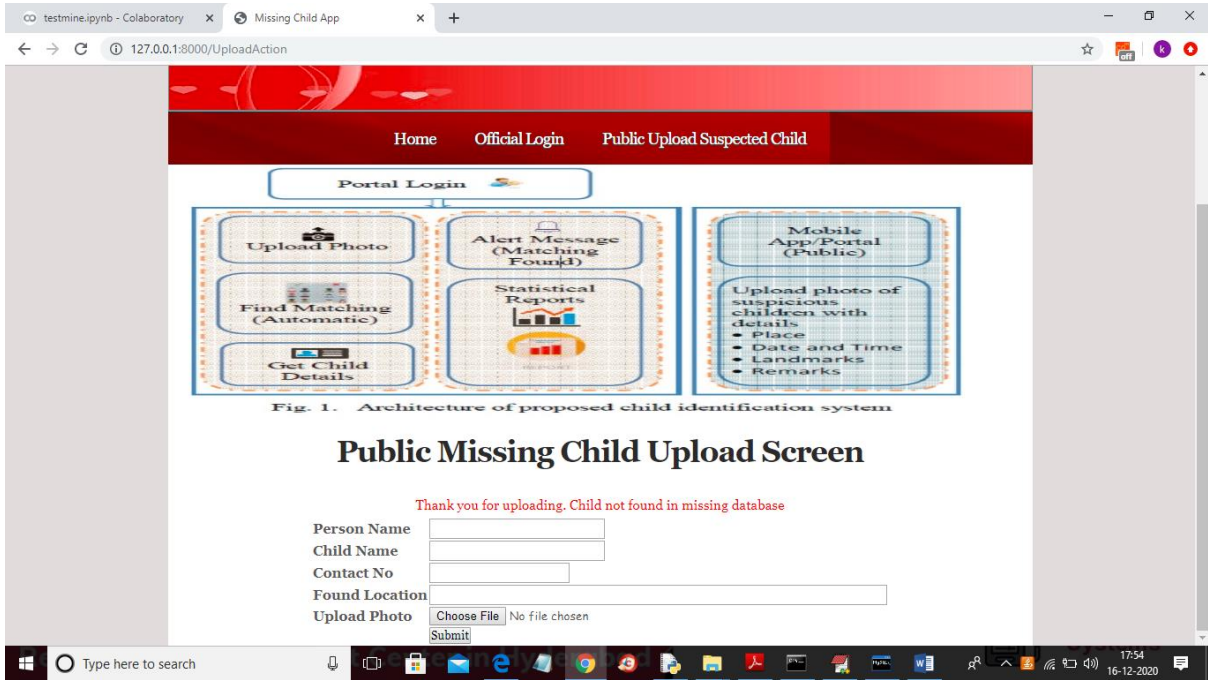 testmine.ipynb - Colaboratory
Missing Child App
127.0.0.1:8000/UploadAction
off
k
Home Official Login Public Upload Suspected Child
Portal Login
Upload Photo
Find Matching
(Automatic)
Get Child
Details
Alert Message
(Matching
Found)
Statistical
Reports
REPORT
Mobile
App/Portal
(Public)
Upload photo of
suspicious
children with
details
• Place
• Date and Time
• Landmarks
• Remarks
Fig. 1. Architecture of proposed child identification system
Public Missing Child Upload Screen
Thank you for uploading. Child not found in missing database
Person Name
Child Name
Contact No
Found Location
Upload Photo Choose File No file chosen
Submit
Type here to search
17:54
16-12-2020